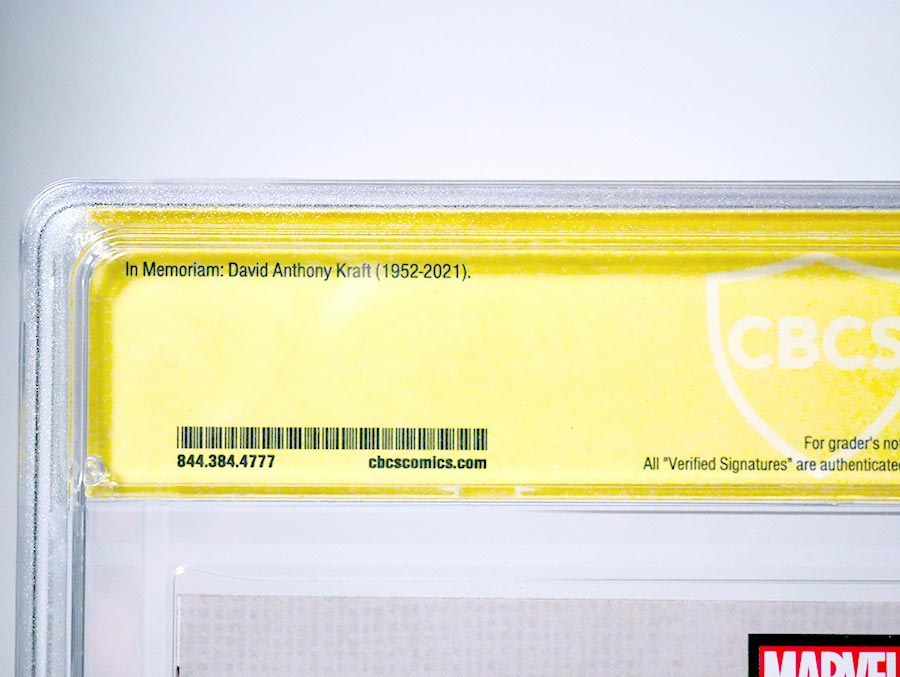 In Memoriam: David Anthony Kraft (1952-2021).
CBCS
844.384.4777 cbcscomics.com
For grader's
All "Verified Signatures" are authenticated
MARVEL